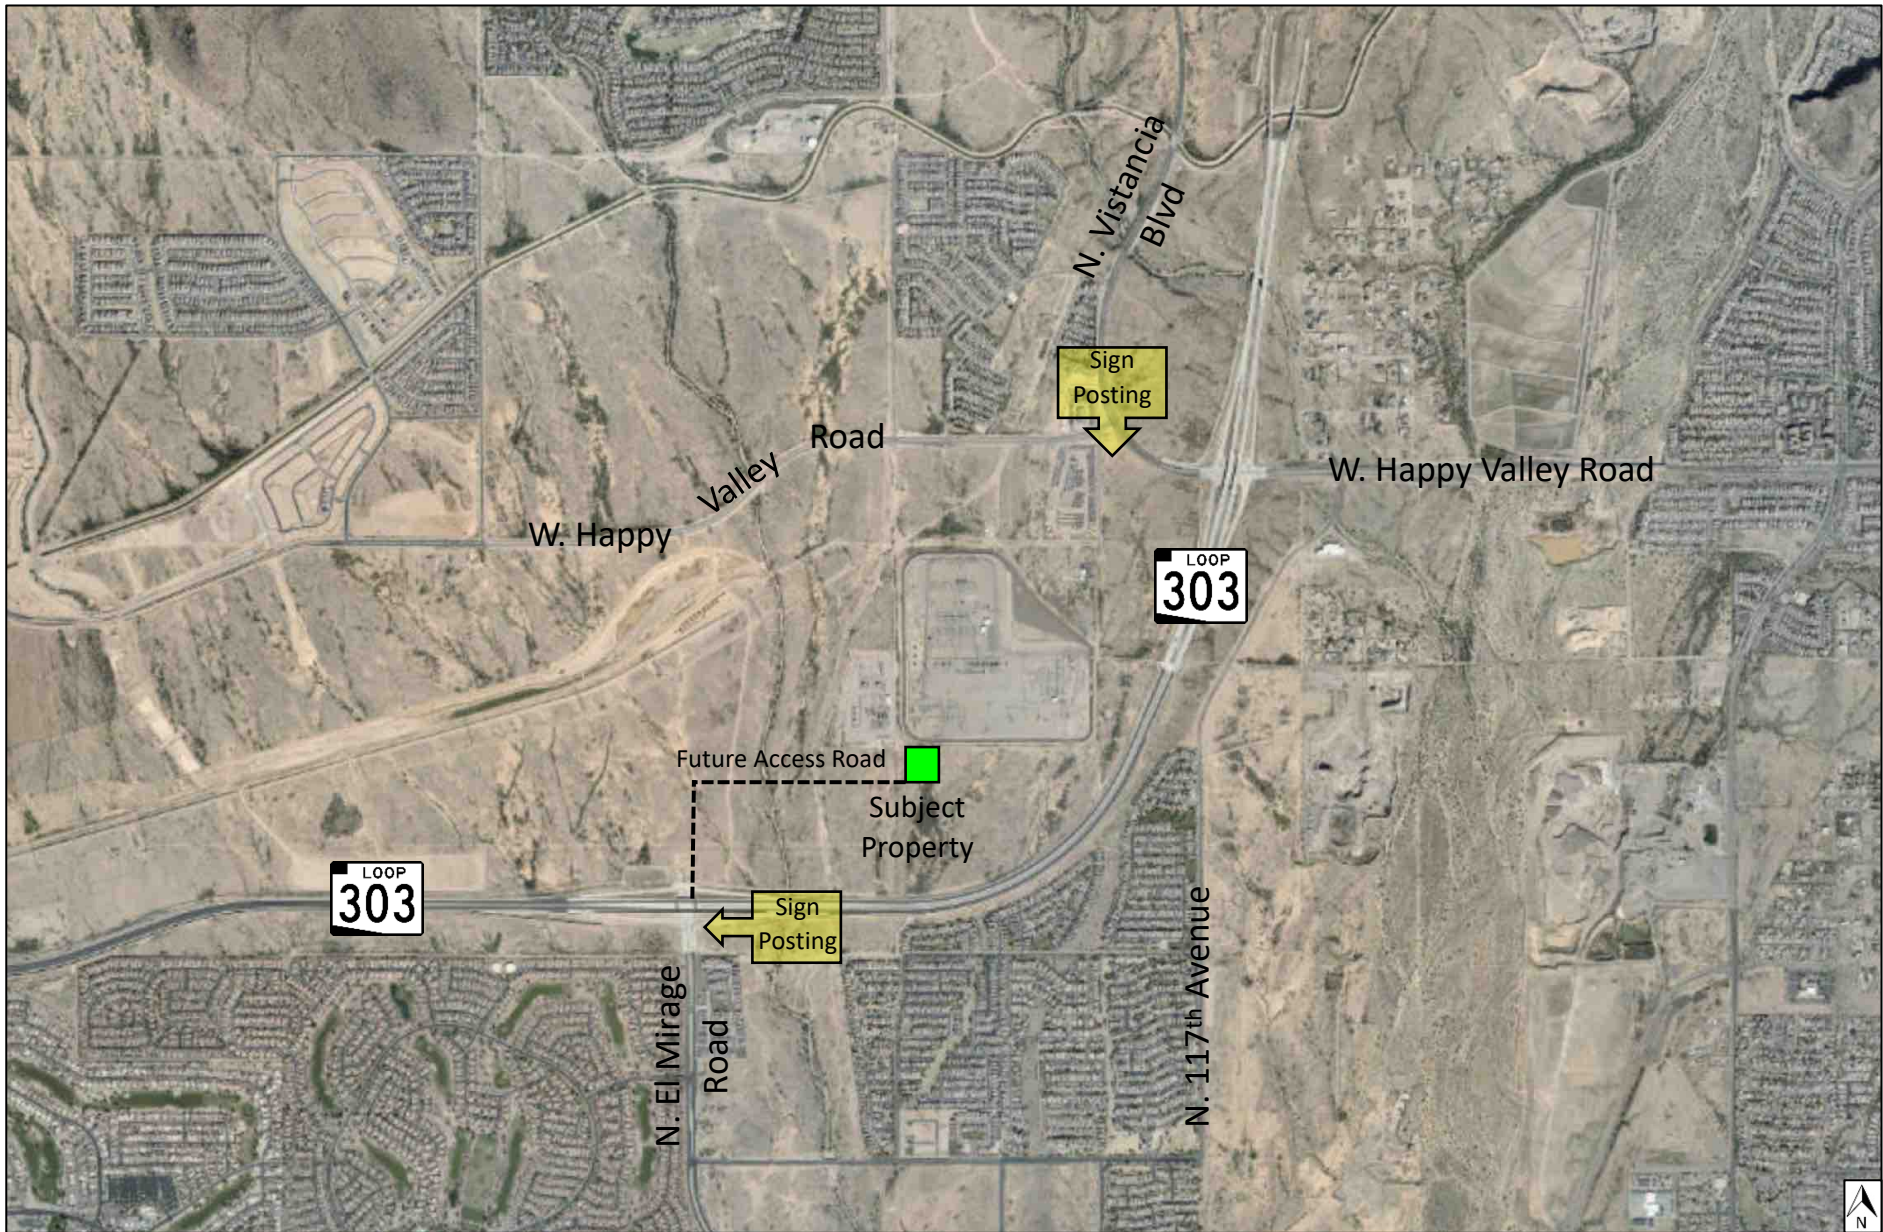 N. Vistancia
Blvd
Sign
Posting
W. Happy Valley Road
W. Happy Valley Road
LOOP
303
Future Access Road
Subject
Property
LOOP
303
Sign
Posting
N. El Mirage
Road
N. 117th Avenue
N